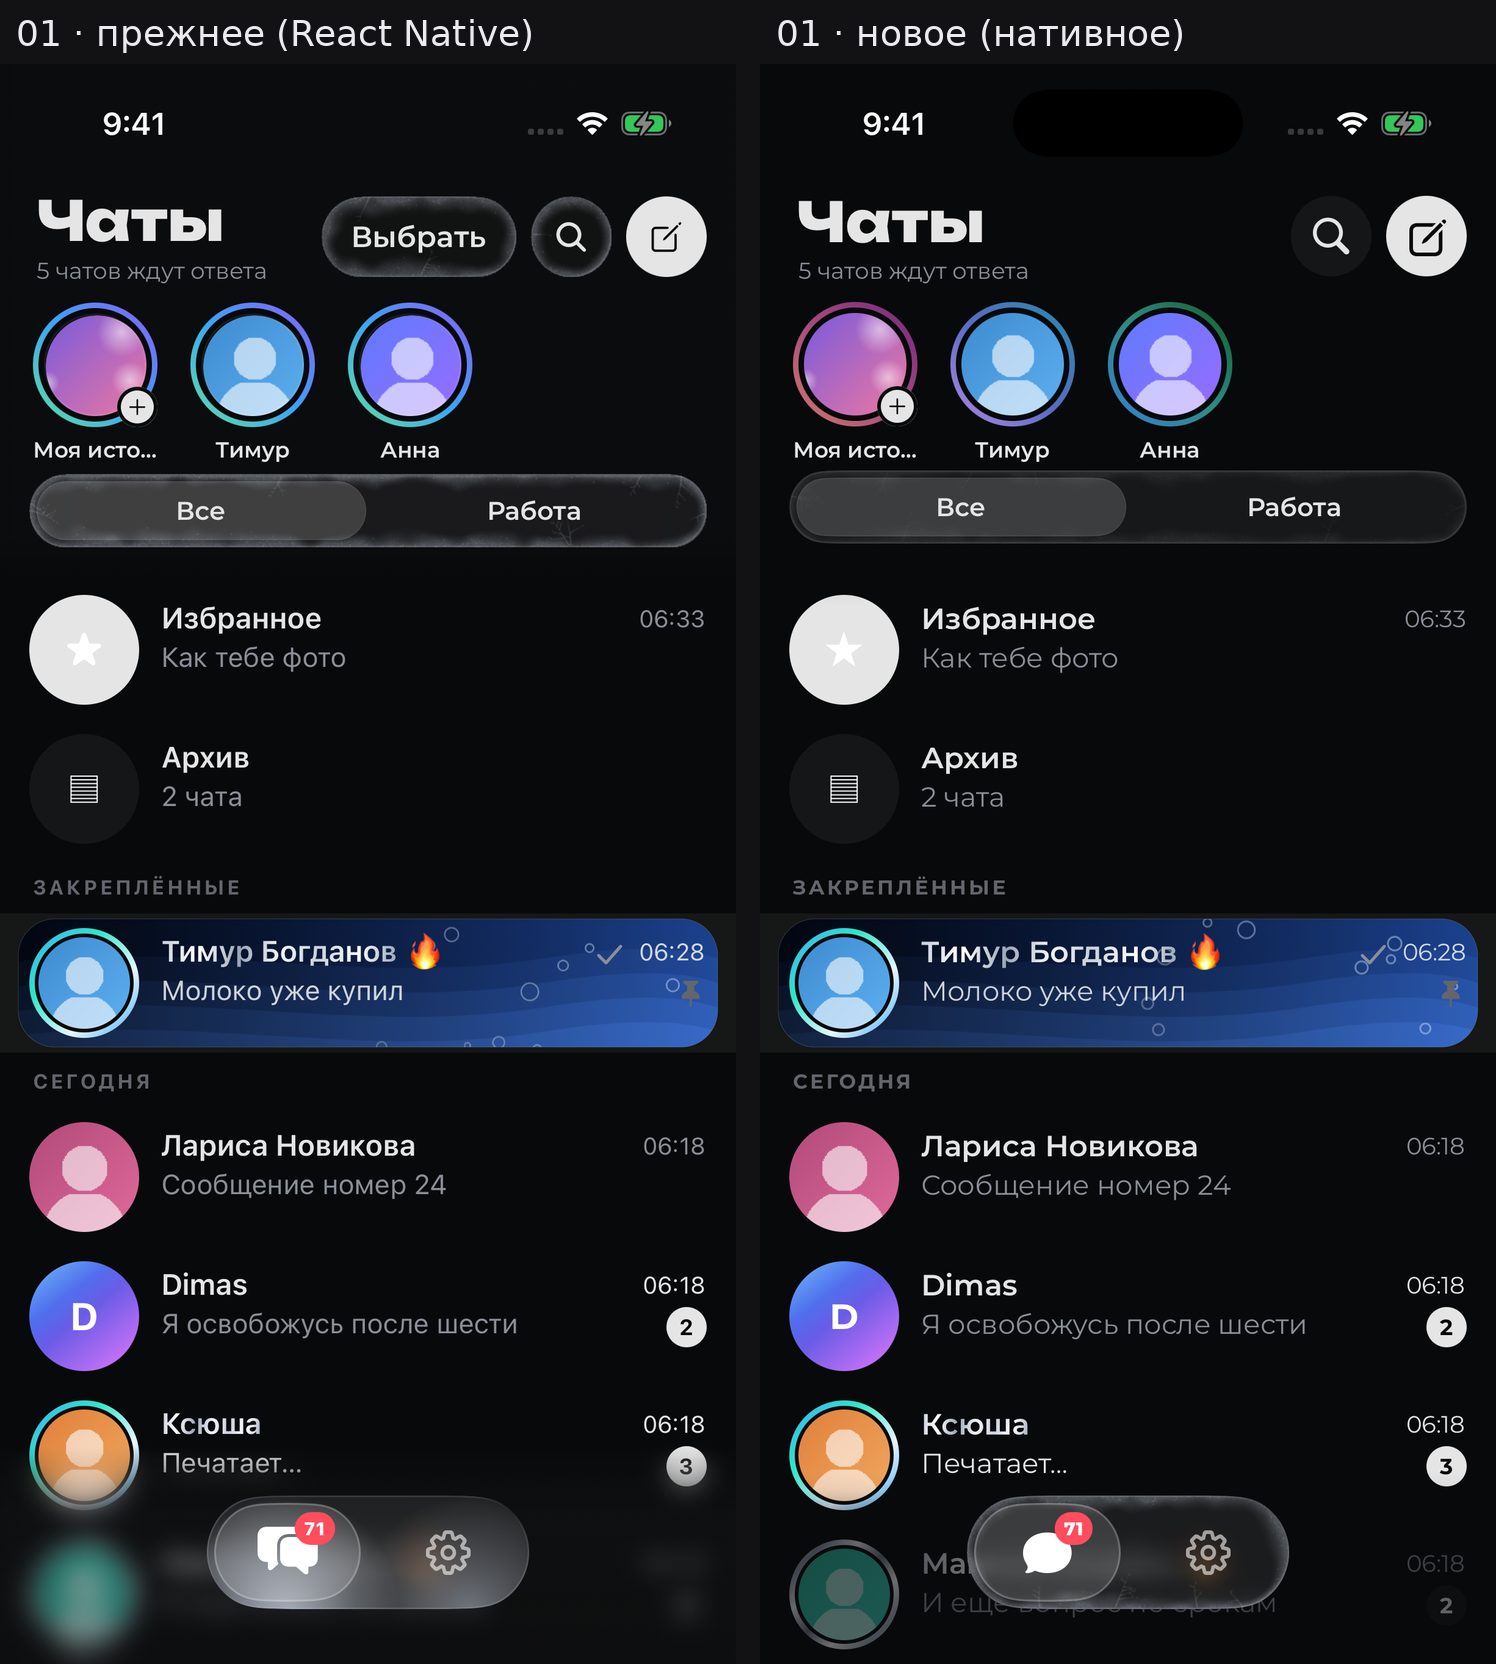 01 · прежнее (React Native)
9:41
Чаты
Выбрать
5 чатов ждут ответа
Моя исто...
Тимур
Анна
Все
Работа
Избранное
06:33
Как тебе фото
Архив
2 чата
ЗАКРЕПЛЁННЫЕ
Тимур Богданов 🔥
06:28
Молоко уже купил
СЕГОДНЯ
Лариса Новикова
06:18
Сообщение номер 24
D
Dimas
06:18
Я освобожусь после шести
2
Ксюша
06:18
Печатает...
3
71
01 · новое (нативное)
9:41
Чаты
5 чатов ждут ответа
Моя исто...
Тимур
Анна
Все
Работа
Избранное
06:33
Как тебе фото
Архив
2 чата
ЗАКРЕПЛЁННЫЕ
Тимур Богданов 🔥
06:28
Молоко уже купил
СЕГОДНЯ
Лариса Новикова
06:18
Сообщение номер 24
D
Dimas
06:18
Я освобожусь после шести
2
Ксюша
06:18
Печатает...
3
71
06:18
И ещё вопрос по срокам
2